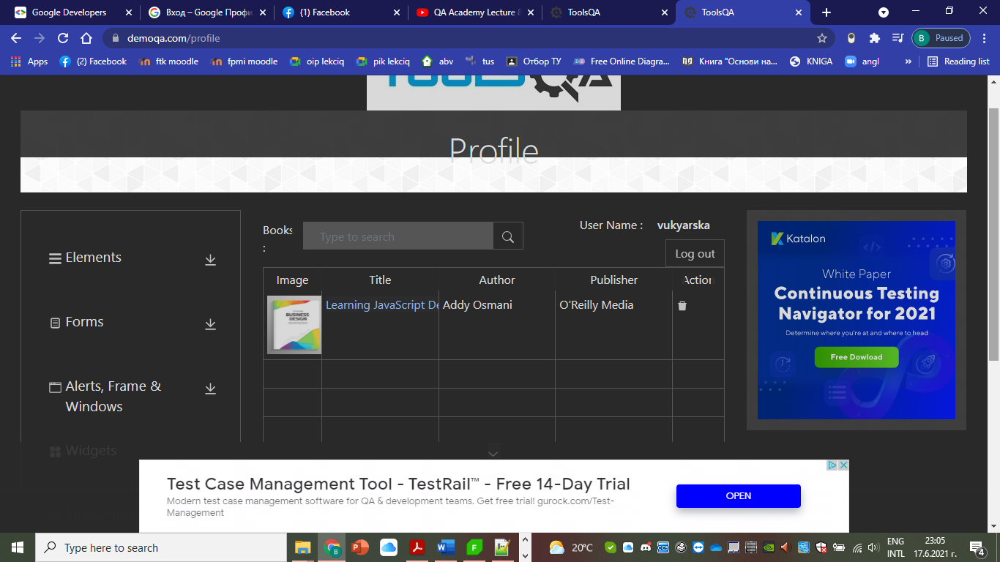 Google Developers
Вход – Google Профи
(1) Facebook
QA Academy Lecture 8
ToolsQA
ToolsQA
demoqa.com/profile
B Paused
Apps
(2) Facebook
ftk moodle
fpmi moodle
oip lekciq
pik lekciq
abv
tus
Отбор ТУ
Free Online Diagra...
Книга "Основи на...
KNIGA
angl
»
Reading list
TOOLSQA
Profile
Elements
Forms
Alerts, Frame &
Windows
Widgets
Books
:
Type to search
User Name :
vukyarska
Log out
Image
Title
Author
Publisher
Action
BUSINESS
DESIGN
Learning JavaScript De
Addy Osmani
O'Reilly Media
Katalon
White Paper
Continuous Testing
Navigator for 2021
Determine where you're at and where to head
Free Dowload
Test Case Management Tool - TestRail™ - Free 14-Day Trial
Modern test case management software for QA & development teams. Get free trial! gurock.com/Test-
Management
OPEN
Type here to search
20°C
ENG
INTL
23:05
17.6.2021 г.
4